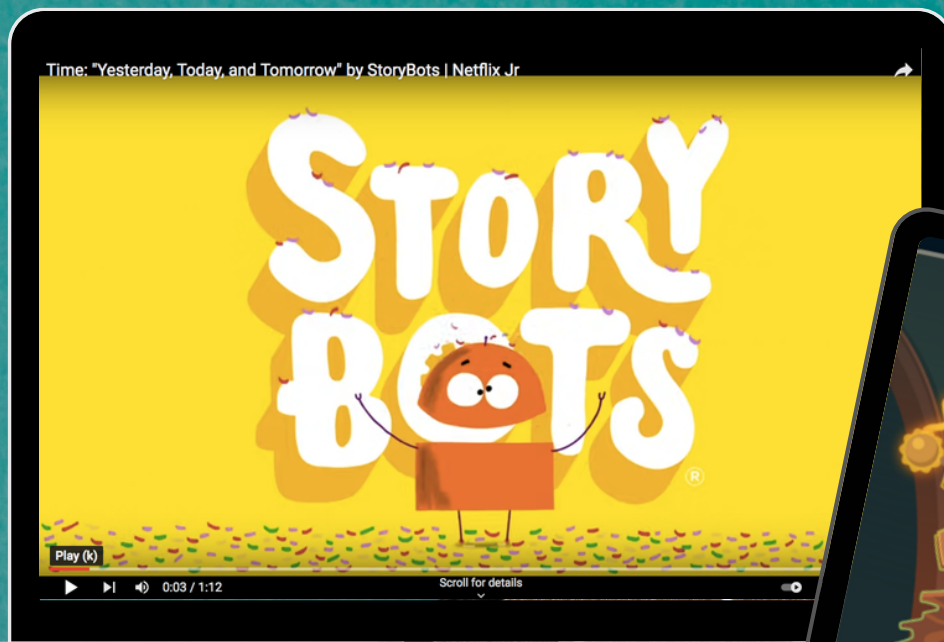 Time: "Yesterday, Today, and Tomorrow" by StoryBots | Netflix Jr
STORY
BOTS
®
Play (k)
0:03 / 1:12
Scroll for details